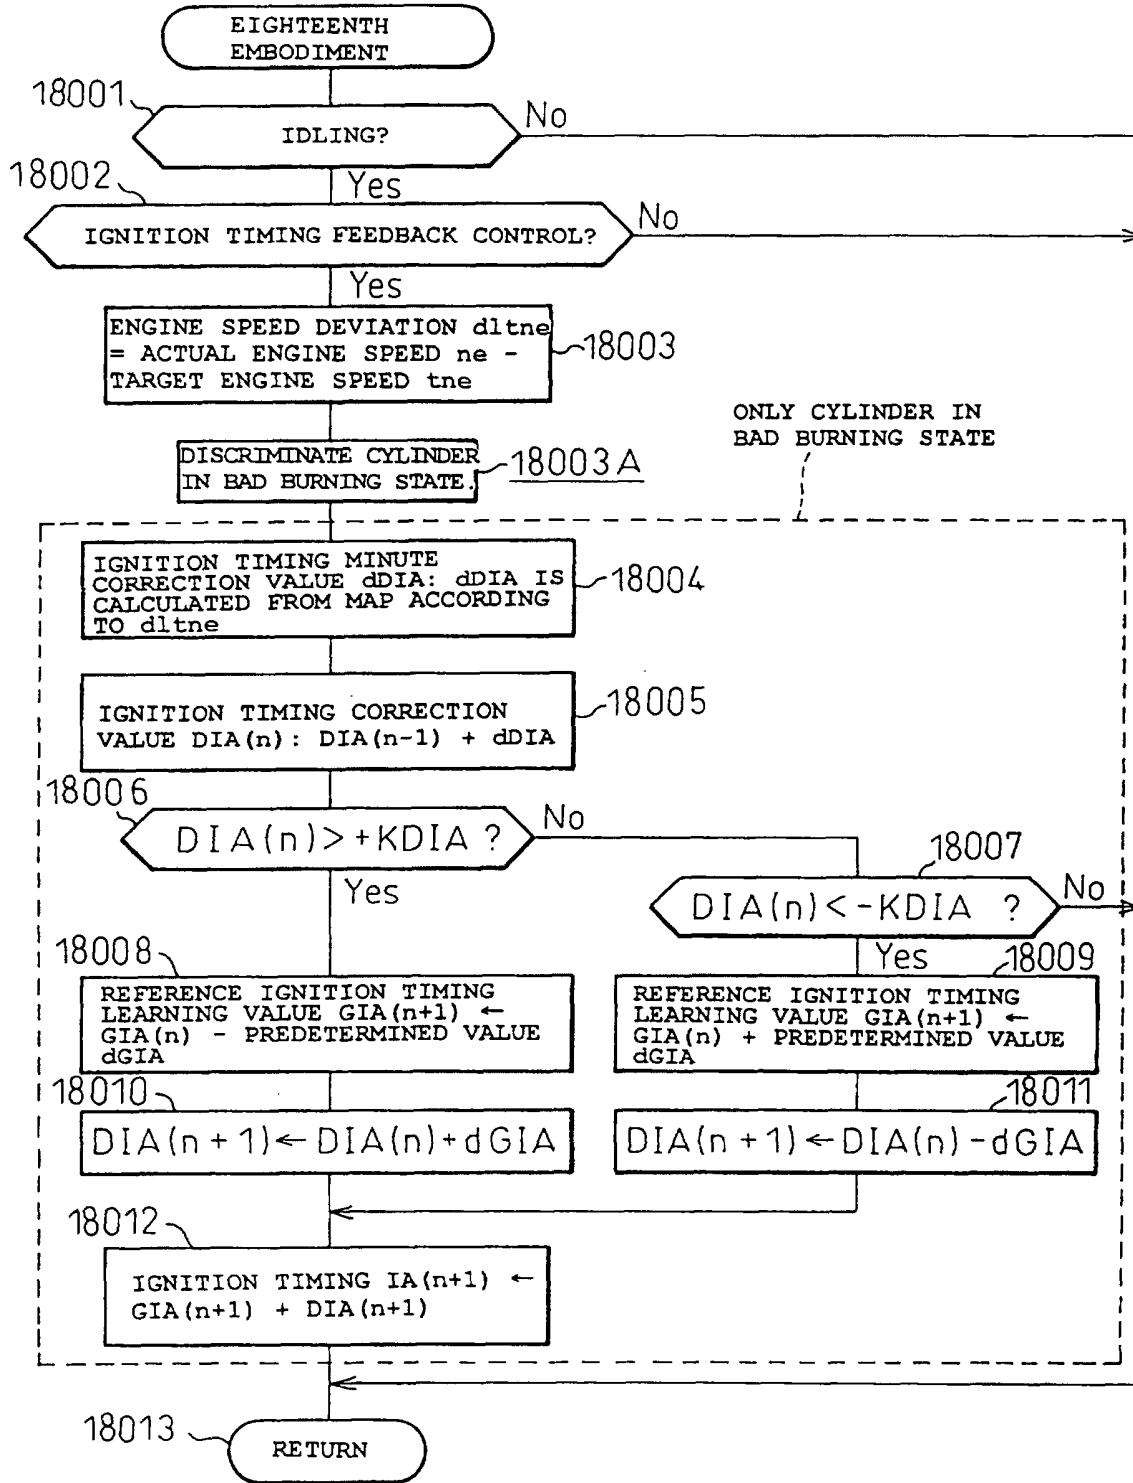 EIGHTEENTH
EMBODIMENT
18001
IDLING?
No
Yes
18002
IGNITION TIMING FEEDBACK CONTROL?
No
Yes
ENGINE SPEED DEVIATION dltne
= ACTUAL ENGINE SPEED ne -
TARGET ENGINE SPEED tne
18003
ONLY CYLINDER IN
BAD BURNING STATE
DISCRIMINATE CYLINDER
IN BAD BURNING STATE.
18003A
IGNITION TIMING MINUTE
CORRECTION VALUE dDIA: dDIA IS
CALCULATED FROM MAP ACCORDING
TO dltne
18004
IGNITION TIMING CORRECTION
VALUE DIA(n): DIA(n-1) + dDIA
18005
18006
DIA(n)>+KDIA ?
No
Yes
18007
DIA(n)<-KDIA ?
No
Yes
18008
REFERENCE IGNITION TIMING
LEARNING VALUE GIA(n+1) ←
GIA(n) - PREDETERMINED VALUE
dGIA
18009
REFERENCE IGNITION TIMING
LEARNING VALUE GIA(n+1) ←
GIA(n) + PREDETERMINED VALUE
dGIA
18010
DIA(n+1)←DIA(n)+dGIA
18011
DIA(n+1)←DIA(n)-dGIA
18012
IGNITION TIMING IA(n+1) ←
GIA(n+1) + DIA(n+1)
18013
RETURN